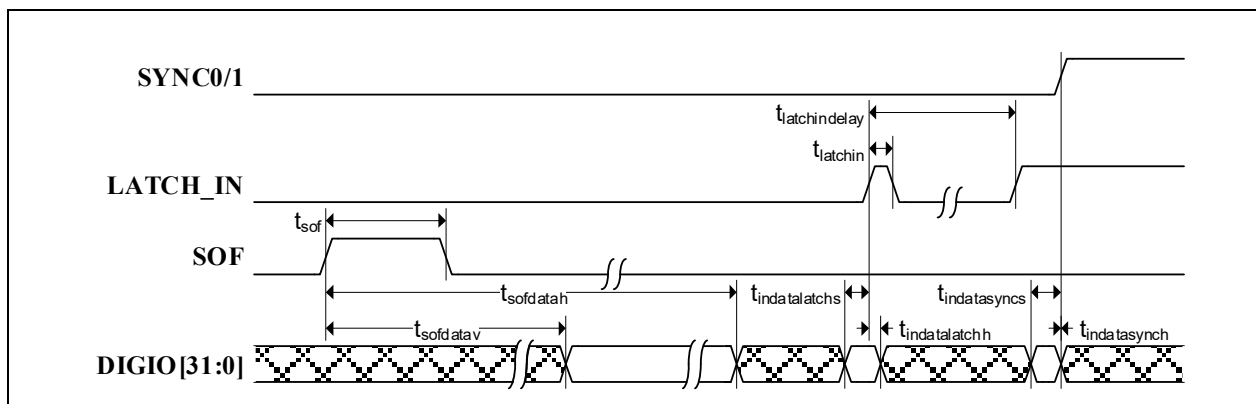 SYNC0/1
tlatchindelay
tlatchin
LATCH_IN
tsof
SOF
tsofdatah
tindatalatchs
tindatasyncs
tsofdatav
tindatalatchh
tindatasynch
DIGIO[31:0]